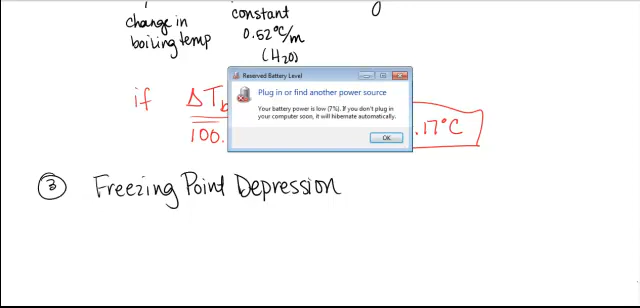 change in
boiling temp
constant
0.52°C/m
(H2O)
Reserved Battery Level
Plug in or find another power source
Your battery power is low (7%). If you don't plug in
your computer soon, it will hibernate automatically.
OK
if ΔTb
100.
.17°C
③ Freezing Point Depression